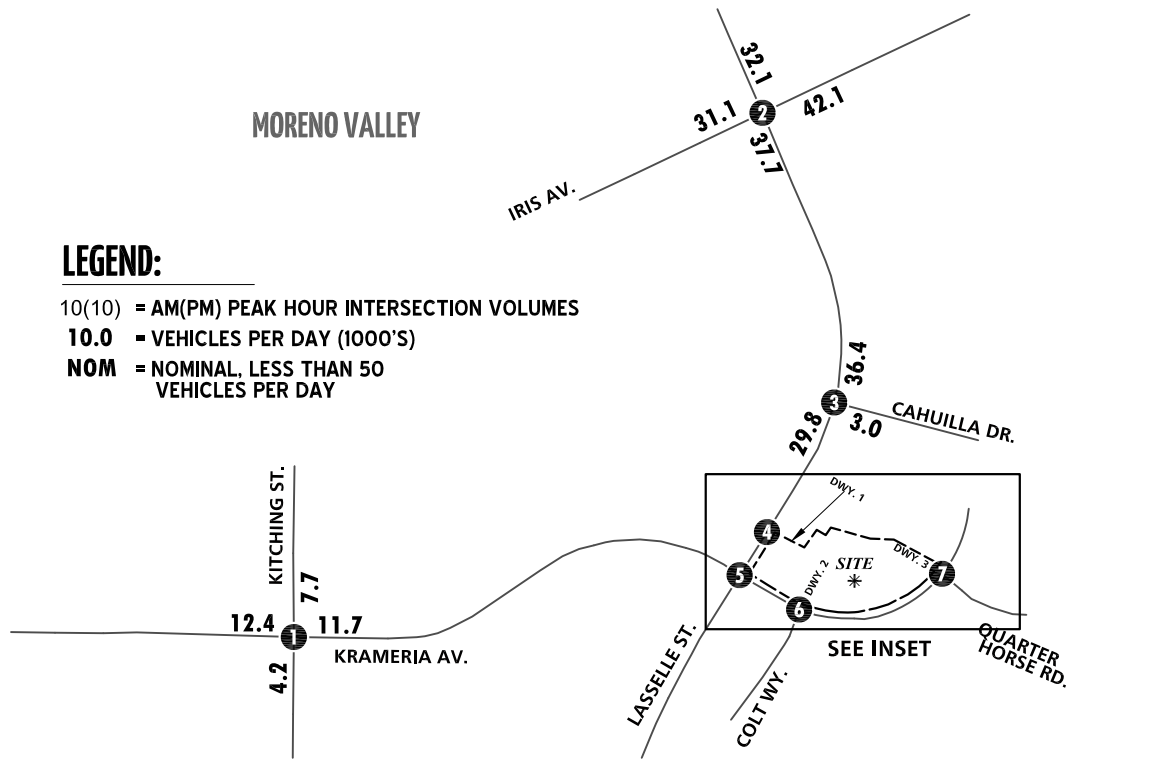 32.1
2
42.1
31.1
37.7
MORENO VALLEY
IRIS AV.
LEGEND:
10(10) = AM(PM) PEAK HOUR INTERSECTION VOLUMES
10.0 = VEHICLES PER DAY (1000'S)
NOM = NOMINAL, LESS THAN 50
VEHICLES PER DAY
36.4
3
CAHUILLA DR.
3.0
29.8
KITCHING ST.
7.7
12.4
1
11.7
KRAMERIA AV.
4.2
DWY. 1
4
5
DWY. 2
SITE
DWY. 3
7
6
SEE INSET
QUARTER
HORSE RD.
LASSELLE ST.
COLT WY.